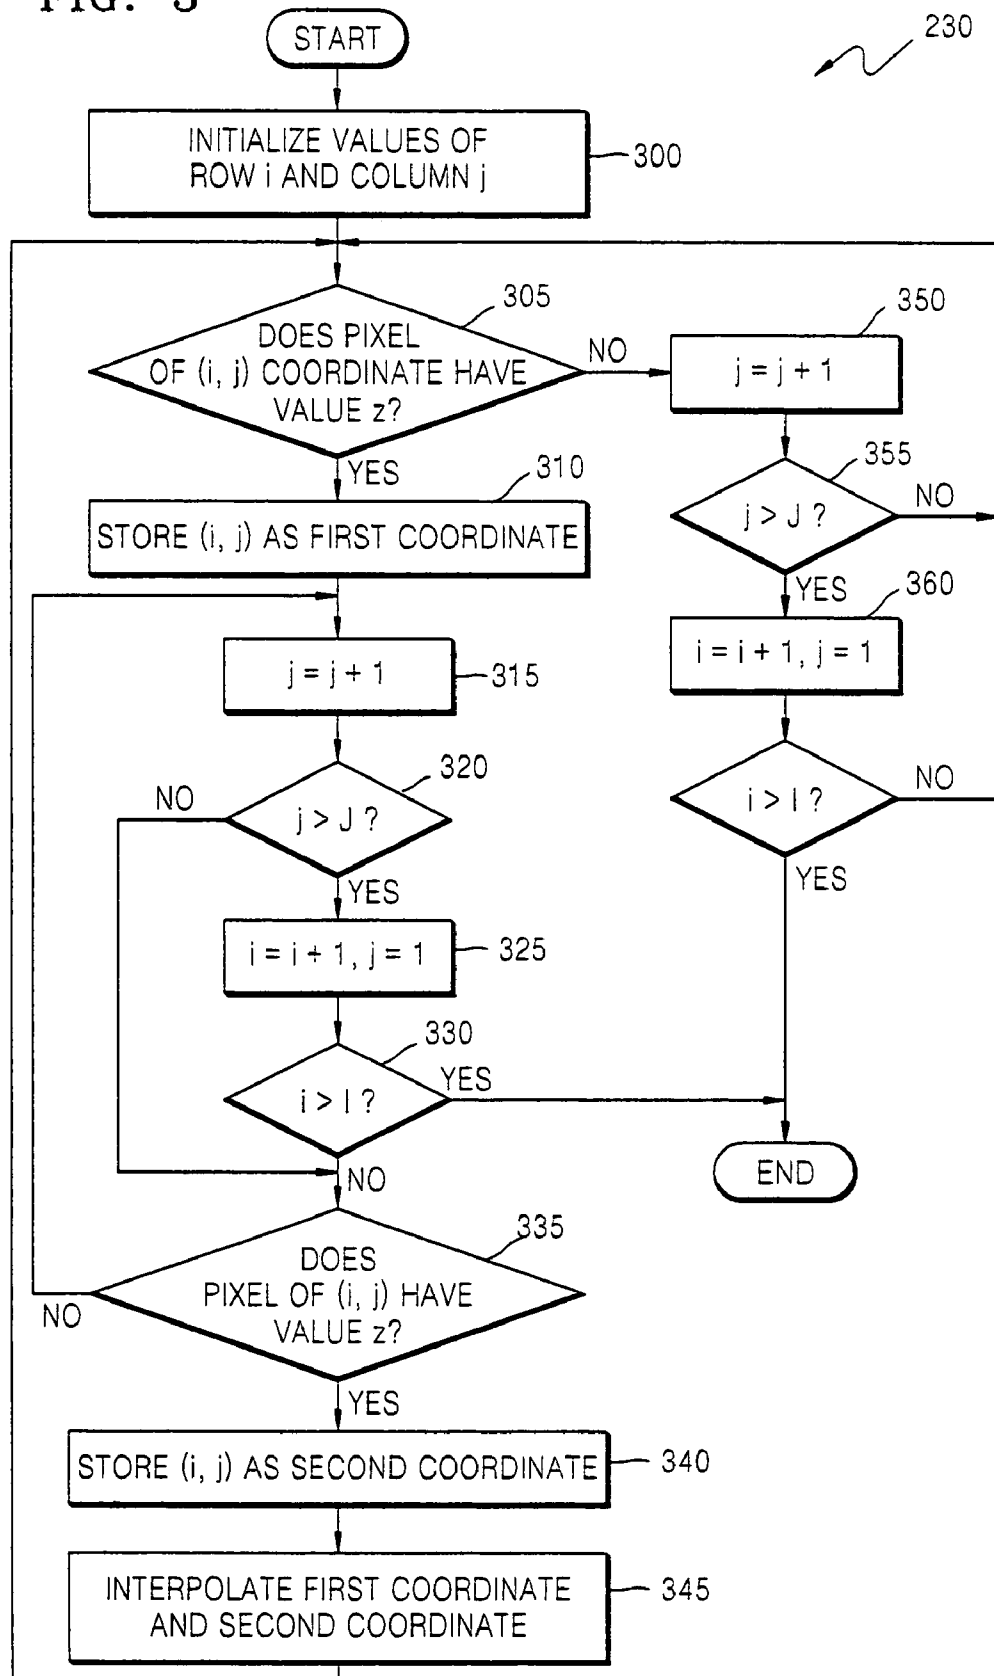 FIG. 3
START
230
INITIALIZE VALUES OF
ROW i AND COLUMN j
300
305
DOES PIXEL
OF (i, j) COORDINATE HAVE
VALUE z?
NO
350
j = j + 1
YES
310
STORE (i, j) AS FIRST COORDINATE
355
j > J ?
NO
YES
360
i = i + 1, j = 1
j = j + 1
315
320
j > J ?
NO
i > I ?
NO
YES
YES
i = i + 1, j = 1
325
330
i > I ?
YES
NO
END
335
DOES
PIXEL OF (i, j) HAVE
VALUE z?
NO
YES
STORE (i, j) AS SECOND COORDINATE
340
INTERPOLATE FIRST COORDINATE
AND SECOND COORDINATE
345